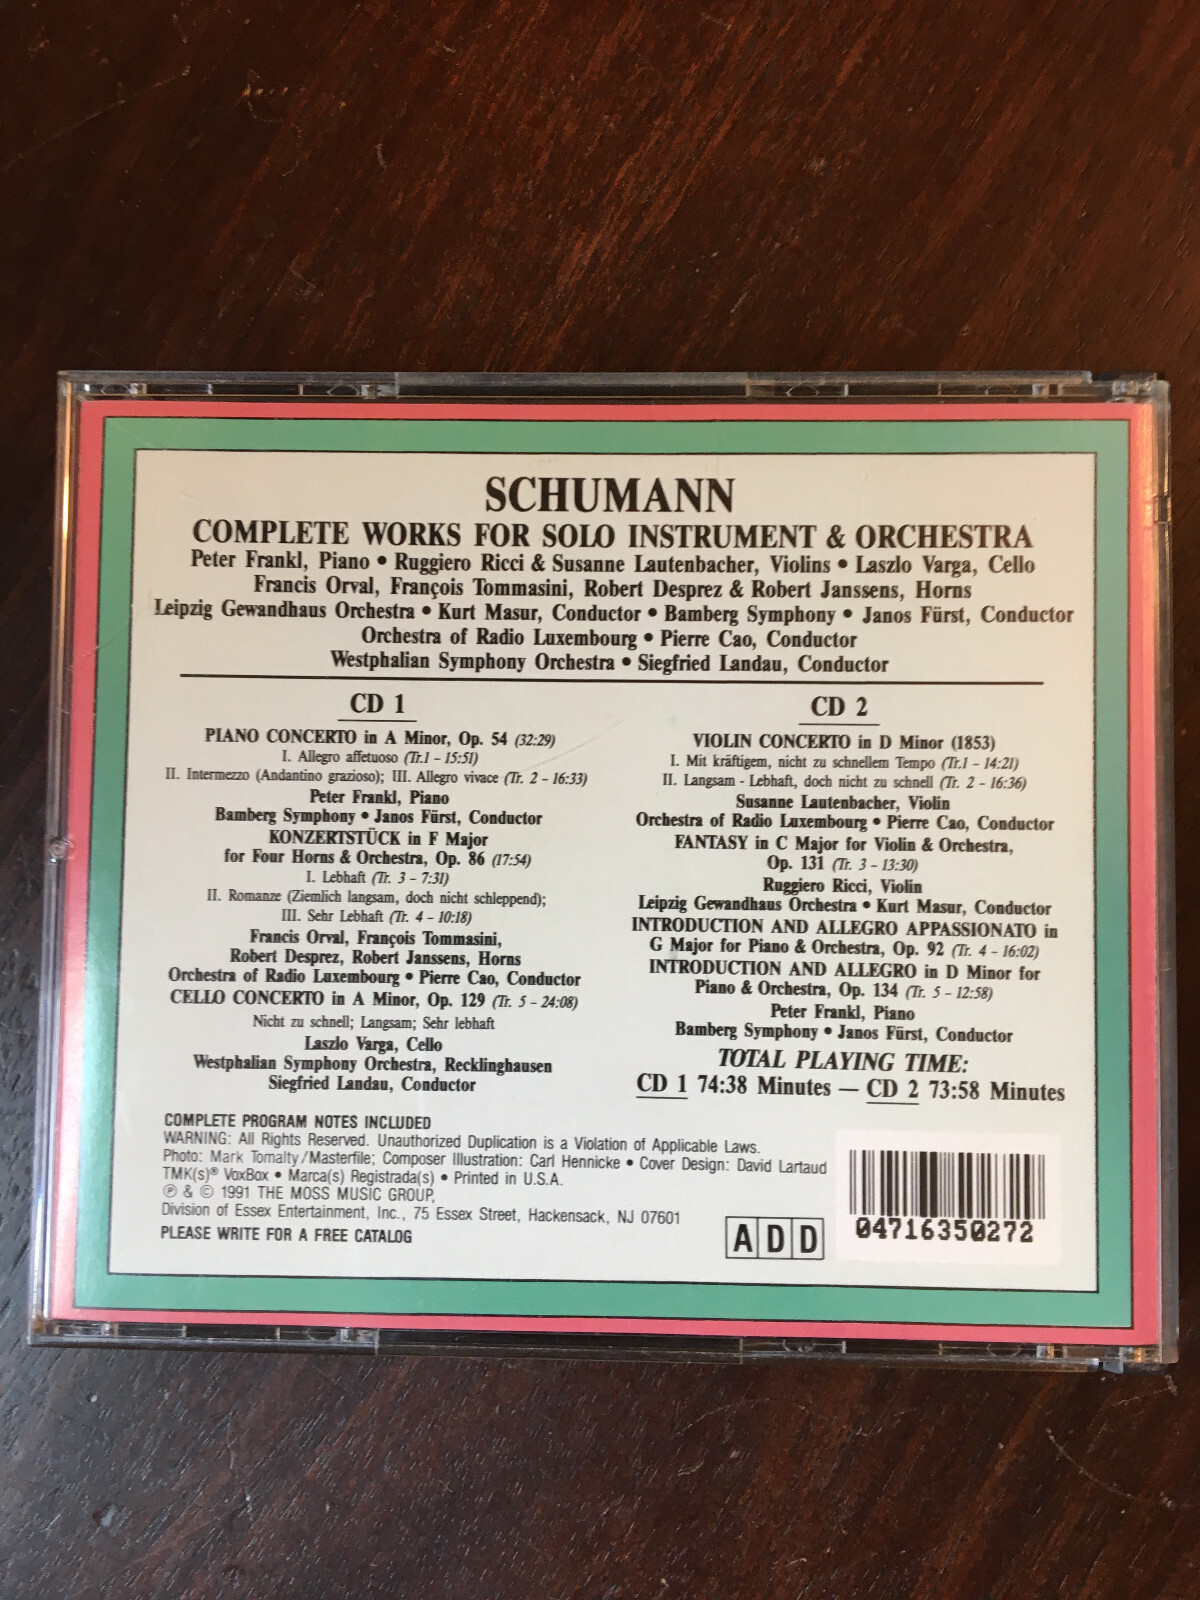 SCHUMANN
COMPLETE WORKS FOR SOLO INSTRUMENT & ORCHESTRA
Peter Frankl, Piano • Ruggiero Ricci & Susanne Lautenbacher, Violins • Laszlo Varga, Cello
Francis Orval, François Tommasini, Robert Desprez & Robert Janssens, Horns
Leipzig Gewandhaus Orchestra • Kurt Masur, Conductor • Bamberg Symphony • Janos Fürst, Conductor
Orchestra of Radio Luxembourg • Pierre Cao, Conductor
Westphalian Symphony Orchestra • Siegfried Landau, Conductor
CD 1
PIANO CONCERTO in A Minor, Op. 54 (32:29)
I. Allegro affetuoso (Tr.1 – 15:51)
II. Intermezzo (Andantino grazioso); III. Allegro vivace (Tr. 2 – 16:33)
Peter Frankl, Piano
Bamberg Symphony • Janos Fürst, Conductor
KONZERTSTÜCK in F Major
for Four Horns & Orchestra, Op. 86 (17:54)
I. Lebhaft (Tr. 3 – 7:31)
II. Romanze (Ziemlich langsam, doch nicht schleppend);
III. Sehr Lebhaft (Tr. 4 – 10:18)
Francis Orval, François Tommasini,
Robert Desprez, Robert Janssens, Horns
Orchestra of Radio Luxembourg • Pierre Cao, Conductor
CELLO CONCERTO in A Minor, Op. 129 (Tr. 5 – 24:08)
Nicht zu schnell; Langsam; Sehr lebhaft
Laszlo Varga, Cello
Westphalian Symphony Orchestra, Recklinghausen
Siegfried Landau, Conductor
CD 2
VIOLIN CONCERTO in D Minor (1853)
I. Mit kräftigem, nicht zu schnellem Tempo (Tr.1 – 14:21)
II. Langsam - Lebhaft, doch nicht zu schnell (Tr. 2 – 16:36)
Susanne Lautenbacher, Violin
Orchestra of Radio Luxembourg • Pierre Cao, Conductor
FANTASY in C Major for Violin & Orchestra,
Op. 131 (Tr. 3 – 13:30)
Ruggiero Ricci, Violin
Leipzig Gewandhaus Orchestra • Kurt Masur, Conductor
INTRODUCTION AND ALLEGRO APPASSIONATO in
G Major for Piano & Orchestra, Op. 92 (Tr. 4 – 16:02)
INTRODUCTION AND ALLEGRO in D Minor for
Piano & Orchestra, Op. 134 (Tr. 5 – 12:58)
Peter Frankl, Piano
Bamberg Symphony • Janos Fürst, Conductor
TOTAL PLAYING TIME:
CD 1 74:38 Minutes — CD 2 73:58 Minutes
COMPLETE PROGRAM NOTES INCLUDED
WARNING: All Rights Reserved. Unauthorized Duplication is a Violation of Applicable Laws.
Photo: Mark Tomalty/Masterfile; Composer Illustration: Carl Hennicke • Cover Design: David Lartaud
TMK(s)® VoxBox • Marca(s) Registrada(s) • Printed in U.S.A.
℗ & © 1991 THE MOSS MUSIC GROUP,
Division of Essex Entertainment, Inc., 75 Essex Street, Hackensack, NJ 07601
PLEASE WRITE FOR A FREE CATALOG
A D D
04716350272